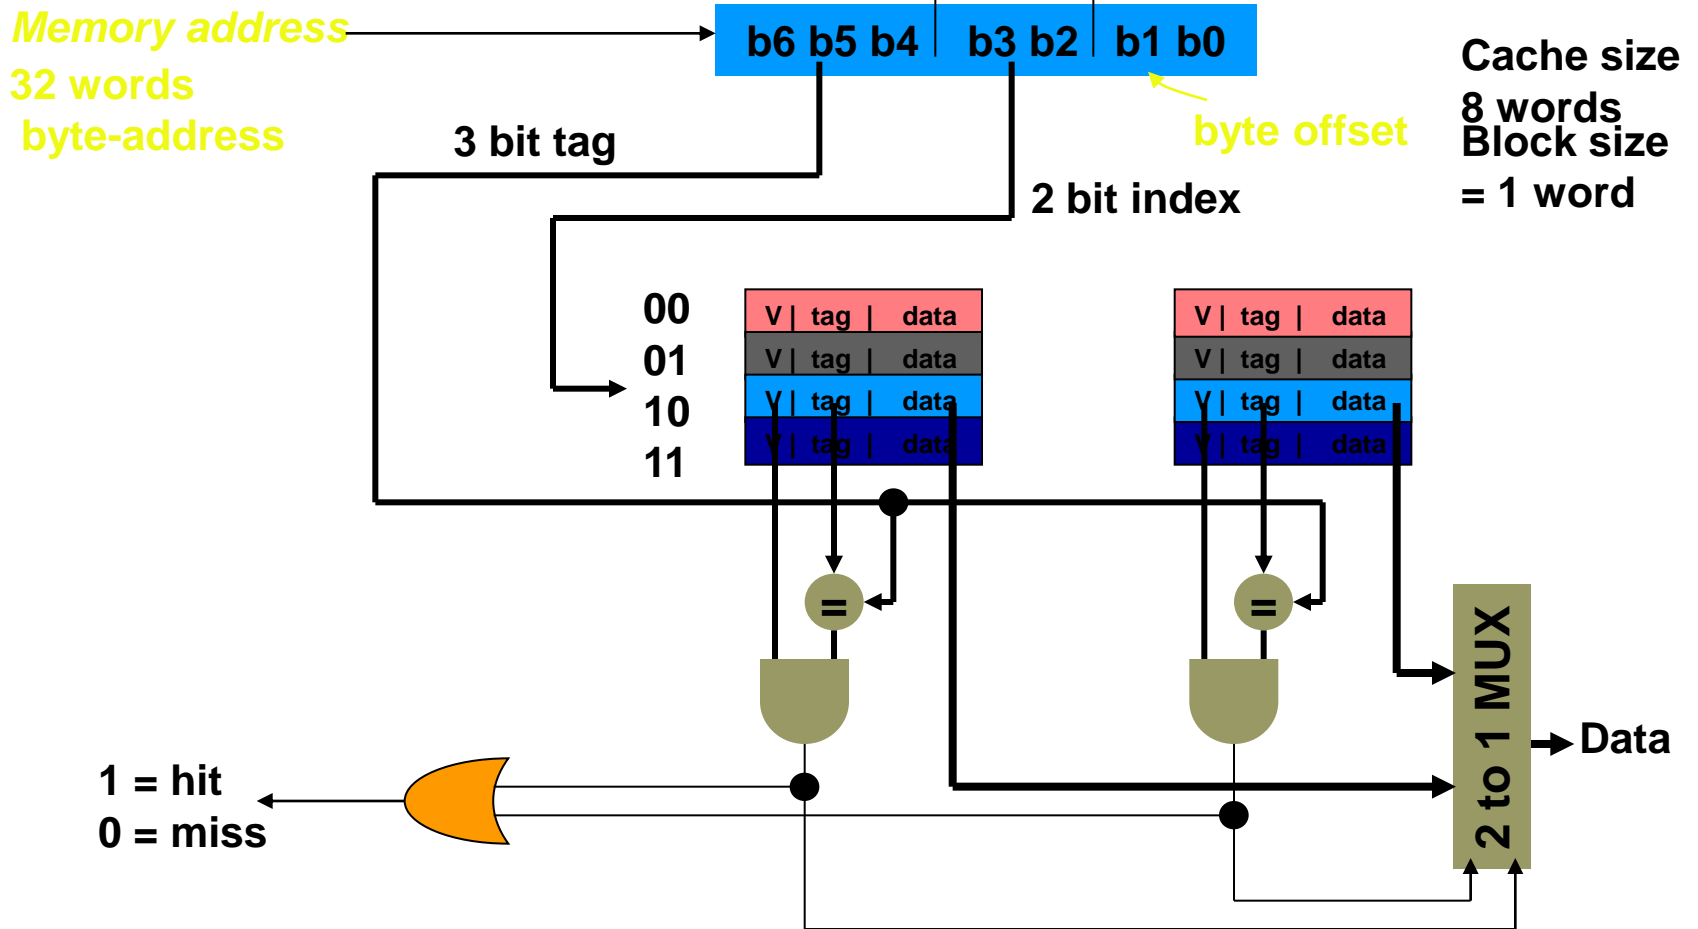 Memory address
b6 b5 b4 b3 b2 b1 b0
Cache size
8 words
Block size
= 1 word
32 words
byte-address
3 bit tag
byte offset
2 bit index
00
01
10
11
V | tag | data
V | tag | data
V | tag | data
V | tag | data
V | tag | data
V | tag | data
V | tag | data
V | tag | data
=
=
2 to 1 MUX
Data
1 = hit
0 = miss